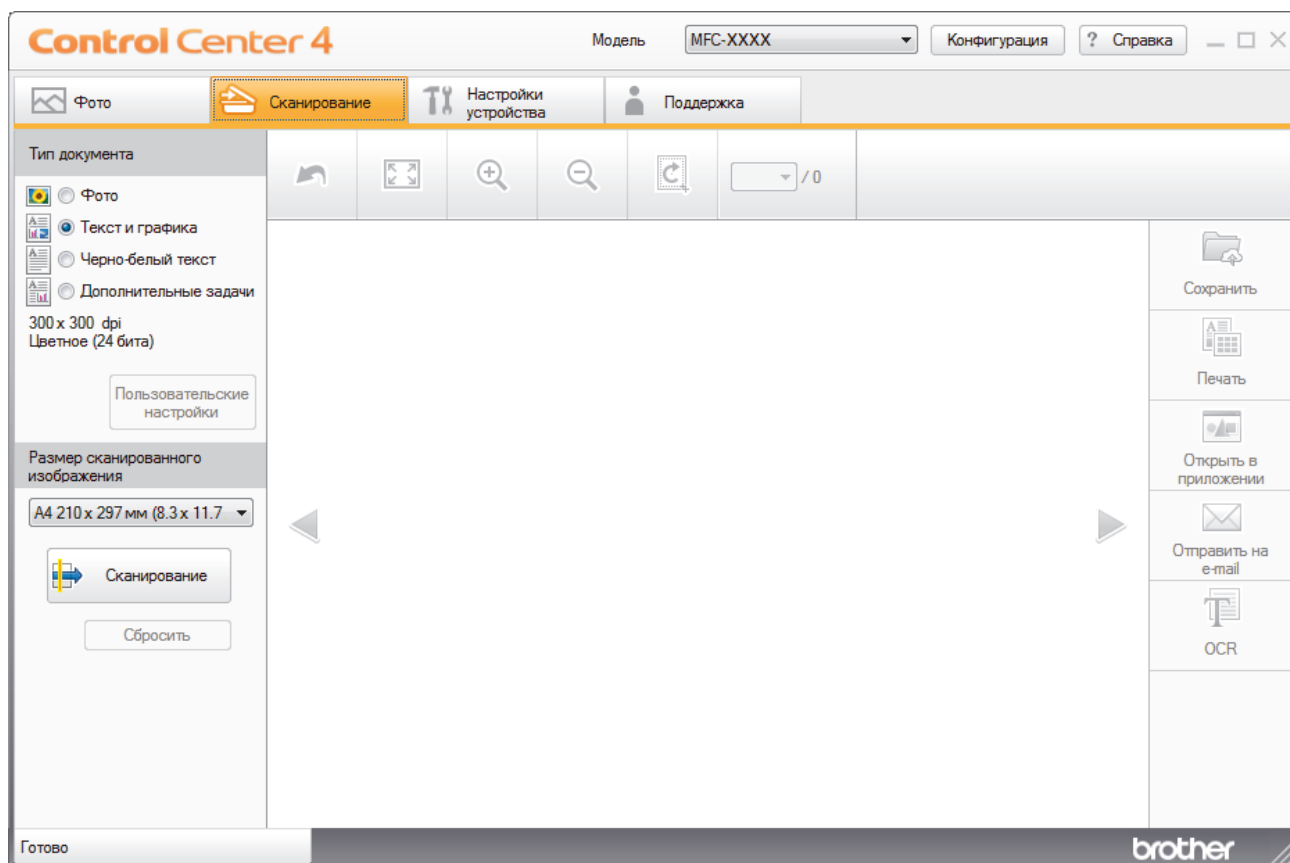 Control Center 4
Модель
MFC-XXXX
Конфигурация
? Справка
Фото
Сканирование
Настройки
устройства
Поддержка
Тип документа
Фото
Текст и графика
Черно-белый текст
Дополнительные задачи
300 x 300 dpi
Цветное (24 бита)
Пользовательские
настройки
Размер сканированного
изображения
A4 210 x 297 мм (8.3 x 11.7
Сканирование
Сбросить
/ 0
Сохранить
Печать
Открыть в
приложении
Отправить на
e-mail
OCR
Готово
brother